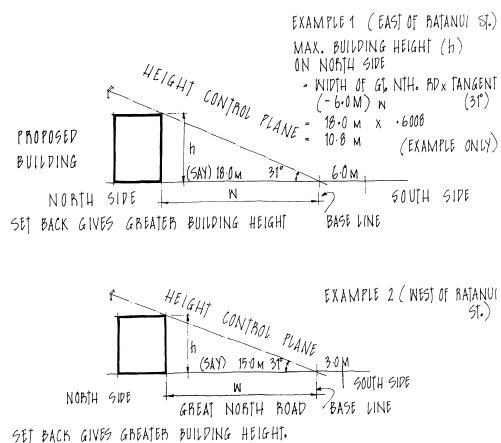 EXAMPLE 1 (EAST OF RATANUI St.)
MAX. BUILDING HEIGHT (h)
ON NORTH SIDE
= WIDTH OF Gt. NTH. RD x TANGENT
(-6.0M) W (31°)
= 18.0 M x .6008
= 10.8 M (EXAMPLE ONLY)
HEIGHT CONTROL PLANE
PROPOSED
BUILDING
h
(SAY) 18.0M 31° 6.0M
NORTH SIDE W SOUTH SIDE
SET BACK GIVES GREATER BUILDING HEIGHT BASE LINE
EXAMPLE 2 (WEST OF RATANUI
St.)
HEIGHT CONTROL PLANE
h
(SAY) 15.0M 31° 3.0M
NORTH SIDE W SOUTH SIDE
GREAT NORTH ROAD BASE LINE
SET BACK GIVES GREATER BUILDING HEIGHT.